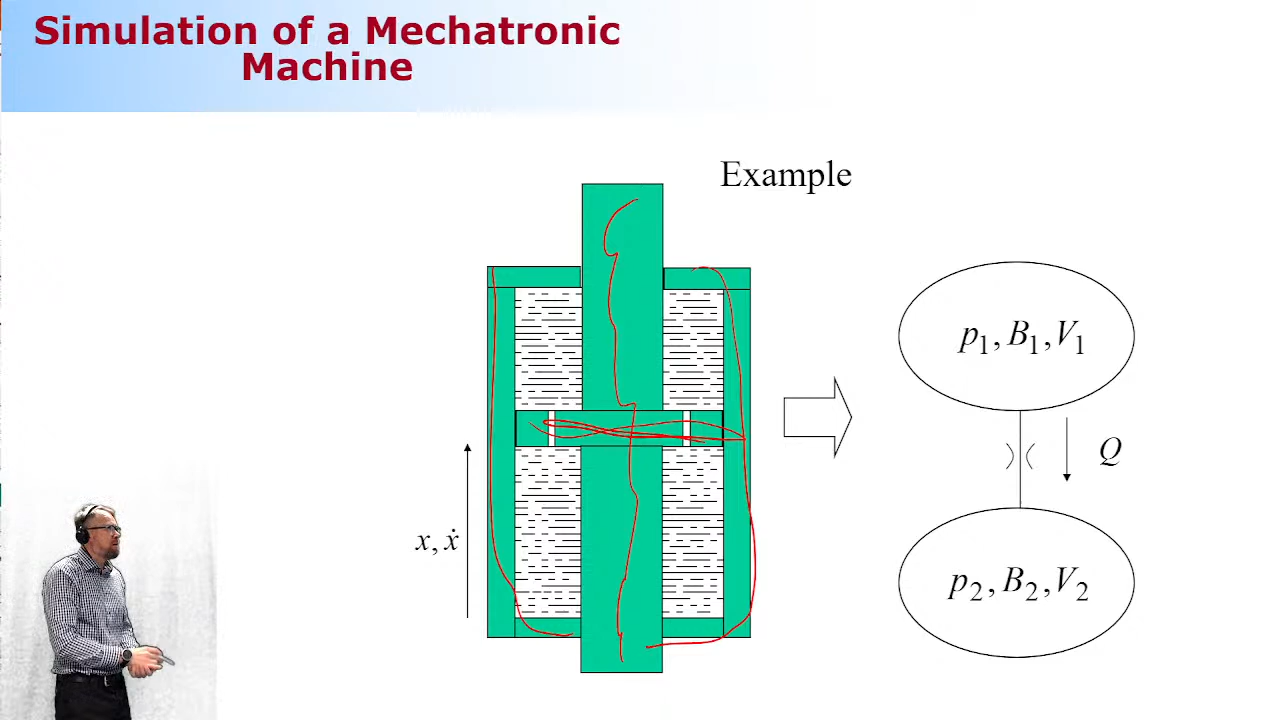 Simulation of a Mechatronic
Machine
Example
p₁, B₁, V₁
Q
x, ẋ
p₂, B₂, V₂